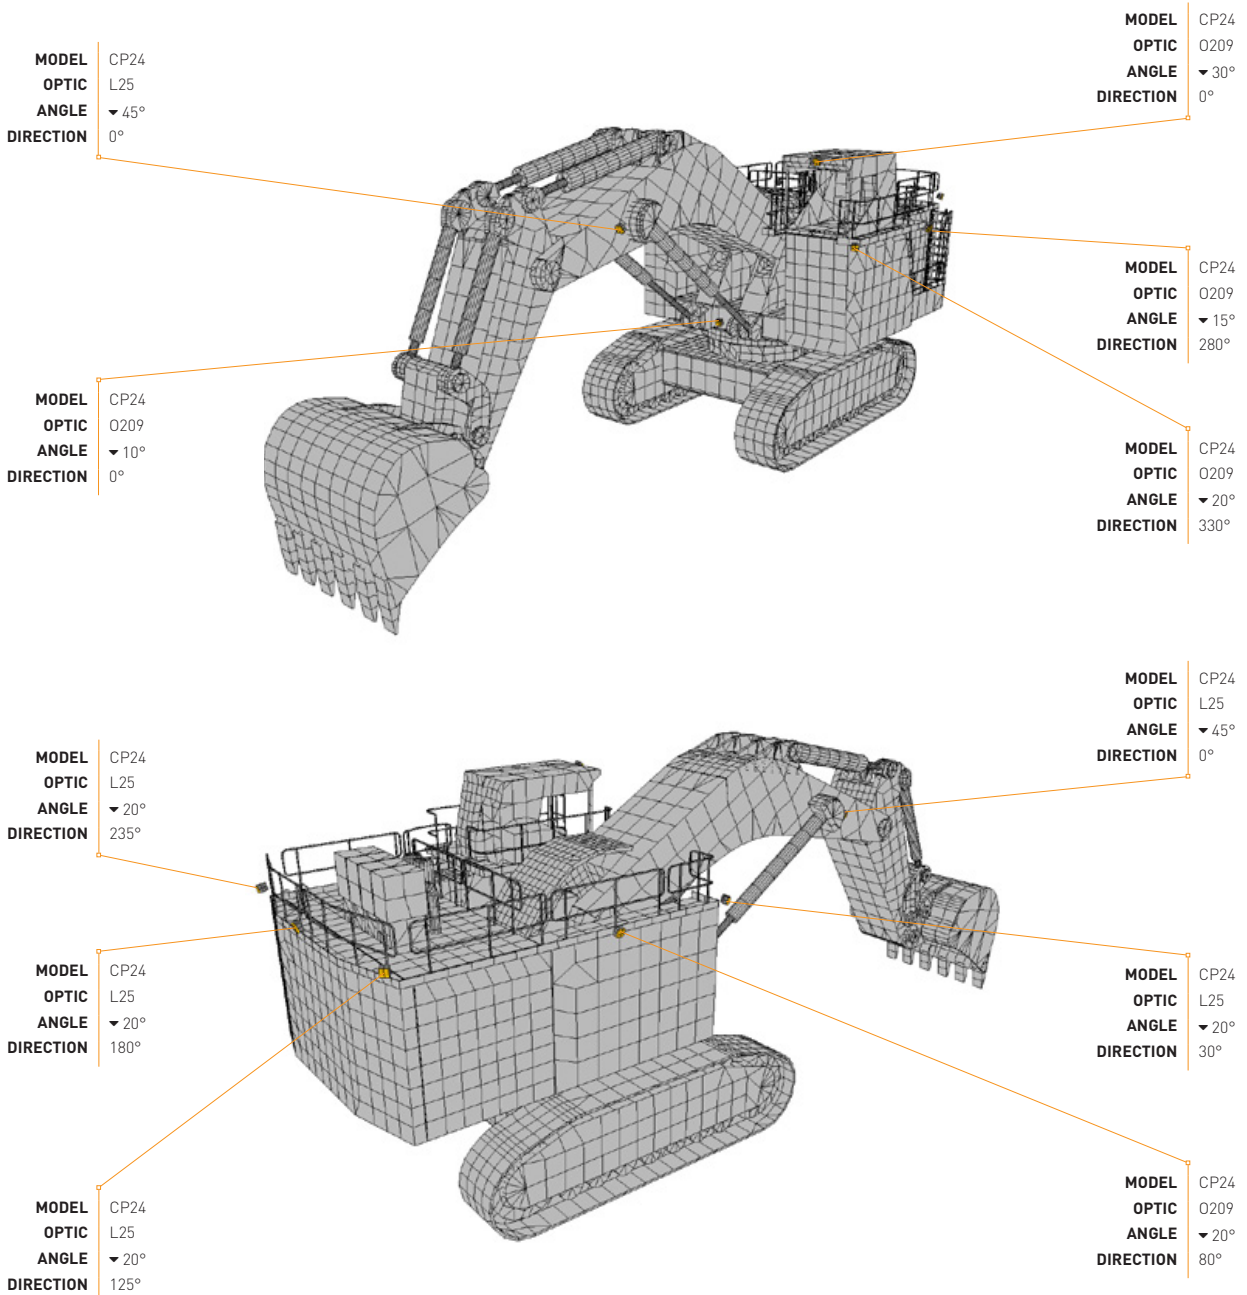 MODEL CP24
OPTIC L25
ANGLE ▼ 45°
DIRECTION 0°
MODEL CP24
OPTIC O209
ANGLE ▼ 30°
DIRECTION 0°
MODEL CP24
OPTIC O209
ANGLE ▼ 15°
DIRECTION 280°
MODEL CP24
OPTIC O209
ANGLE ▼ 10°
DIRECTION 0°
MODEL CP24
OPTIC O209
ANGLE ▼ 20°
DIRECTION 330°
MODEL CP24
OPTIC L25
ANGLE ▼ 45°
DIRECTION 0°
MODEL CP24
OPTIC L25
ANGLE ▼ 20°
DIRECTION 235°
MODEL CP24
OPTIC L25
ANGLE ▼ 20°
DIRECTION 180°
MODEL CP24
OPTIC L25
ANGLE ▼ 20°
DIRECTION 30°
MODEL CP24
OPTIC O209
ANGLE ▼ 20°
DIRECTION 80°
MODEL CP24
OPTIC L25
ANGLE ▼ 20°
DIRECTION 125°